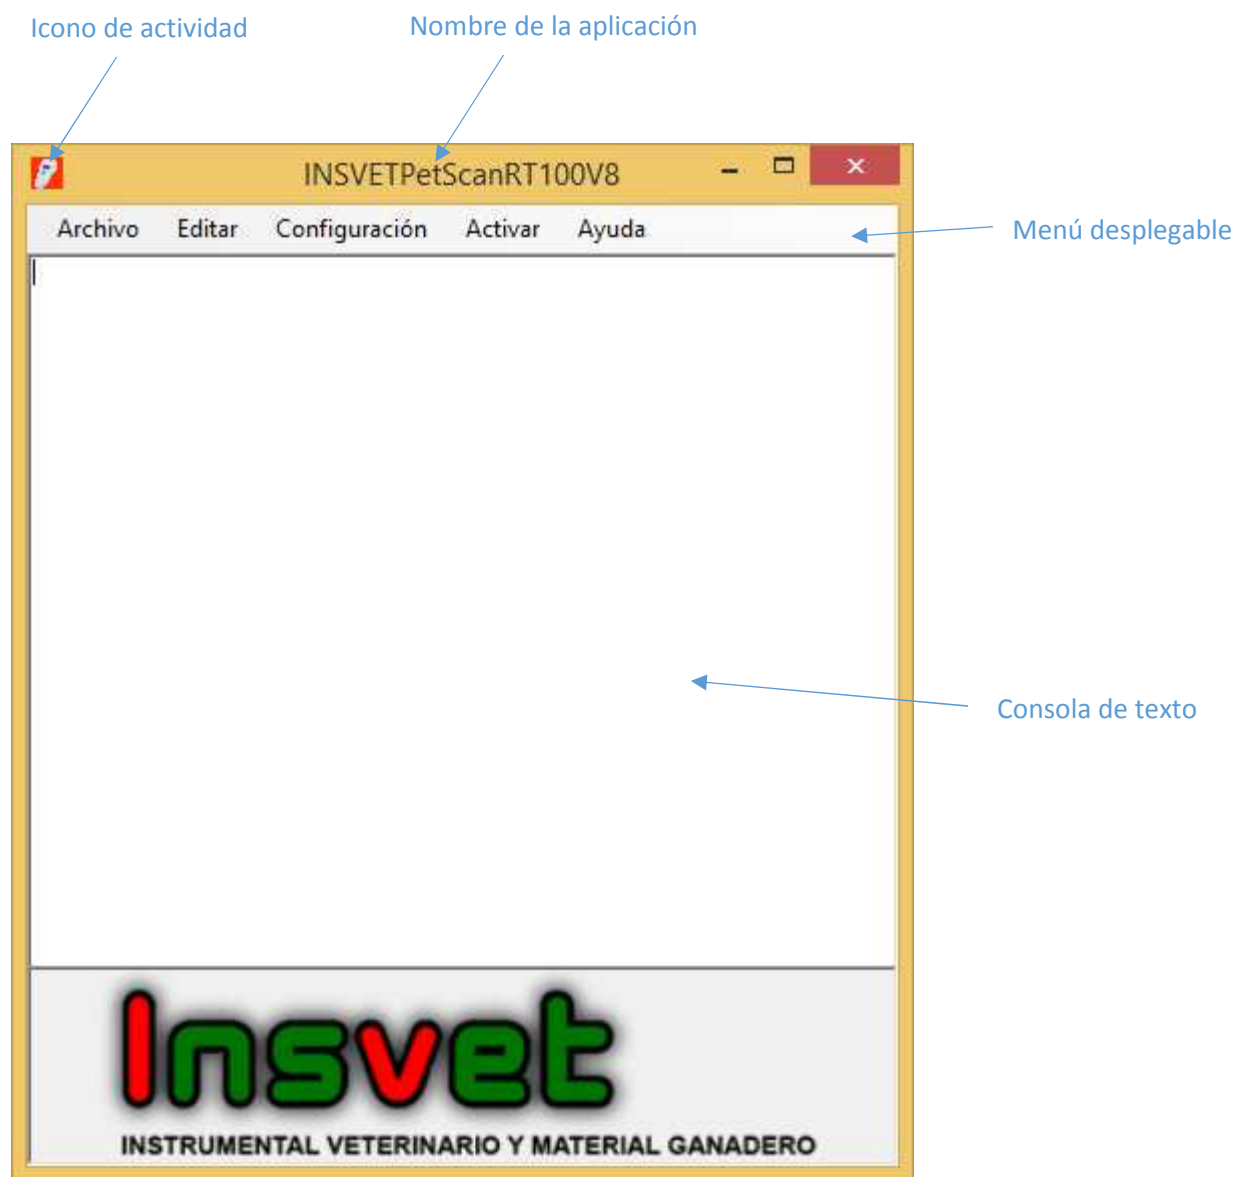 Icono de actividad
Nombre de la aplicación
INSVETPetScanRT100V8
Archivo Editar Configuración Activar Ayuda
Menú desplegable
Consola de texto
Insvet
INSTRUMENTAL VETERINARIO Y MATERIAL GANADERO